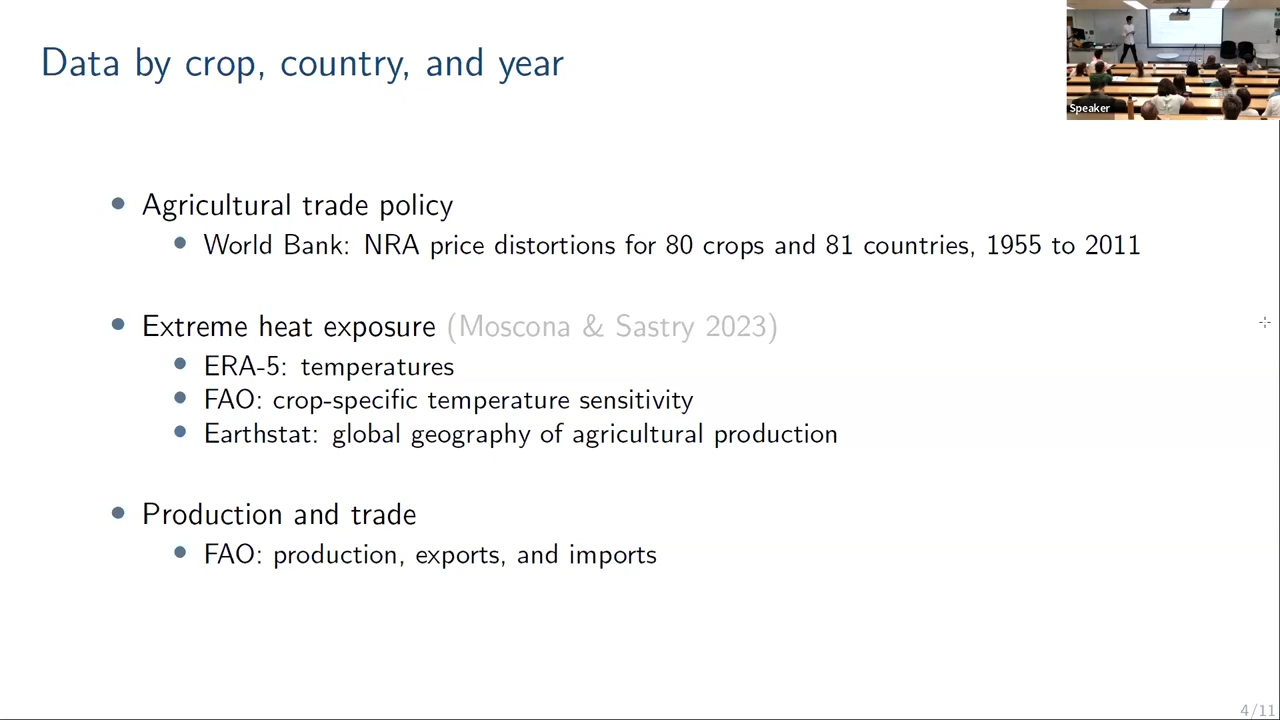 Data by crop, country, and year
Speaker
• Agricultural trade policy
• World Bank: NRA price distortions for 80 crops and 81 countries, 1955 to 2011
• Extreme heat exposure (Moscona & Sastry 2023)
• ERA-5: temperatures
• FAO: crop-specific temperature sensitivity
• Earthstat: global geography of agricultural production
• Production and trade
• FAO: production, exports, and imports
4/11